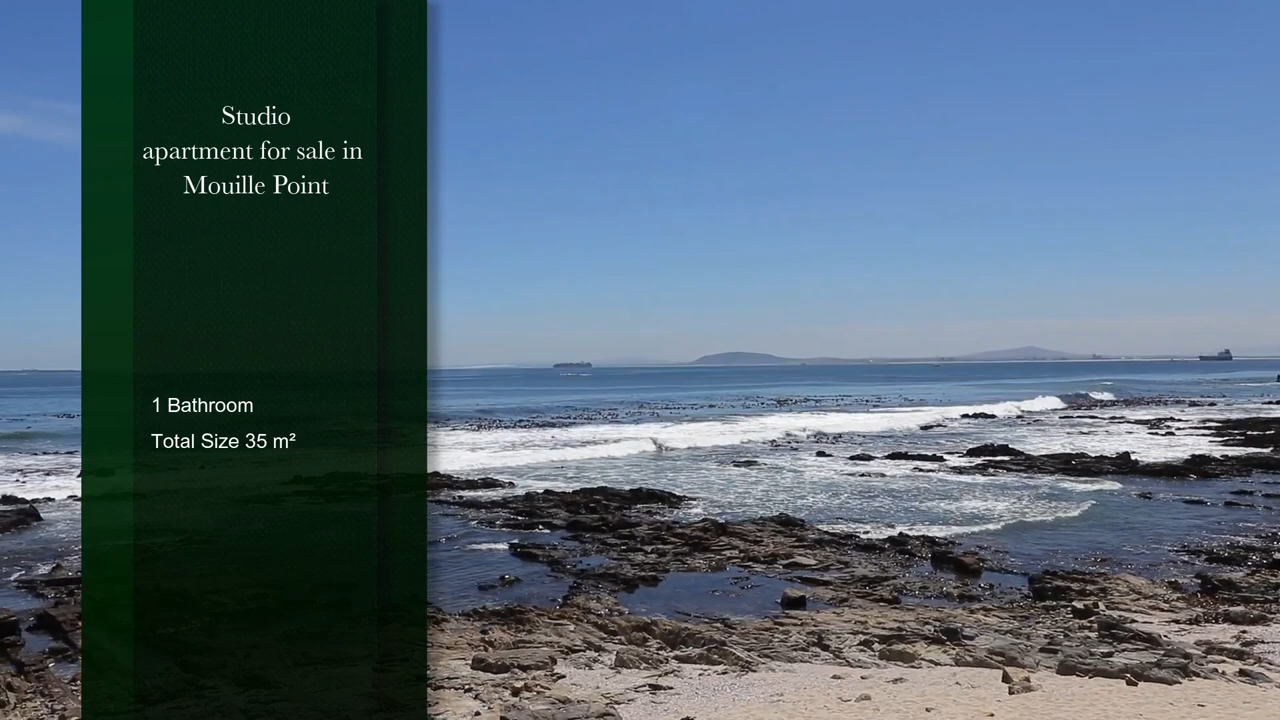 Studio
apartment for sale in
Mouille Point
1 Bathroom
Total Size 35 m²